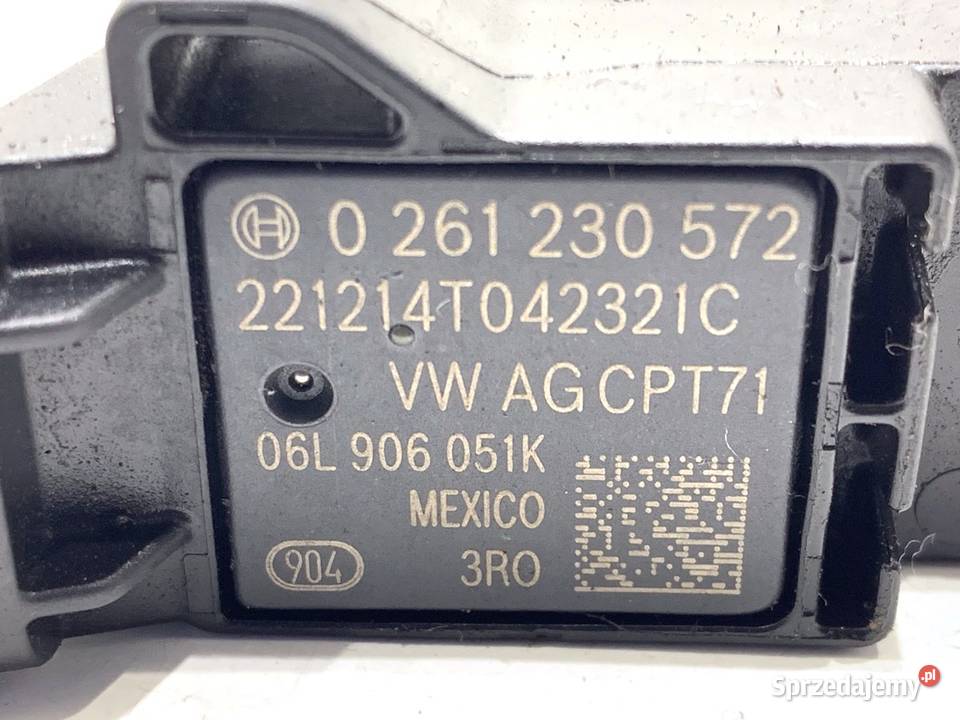 0 261 230 572
221214T042321C
VW AG CPT71
06L 906 051K
MEXICO
904 3RO
Sprzedajemy.pl